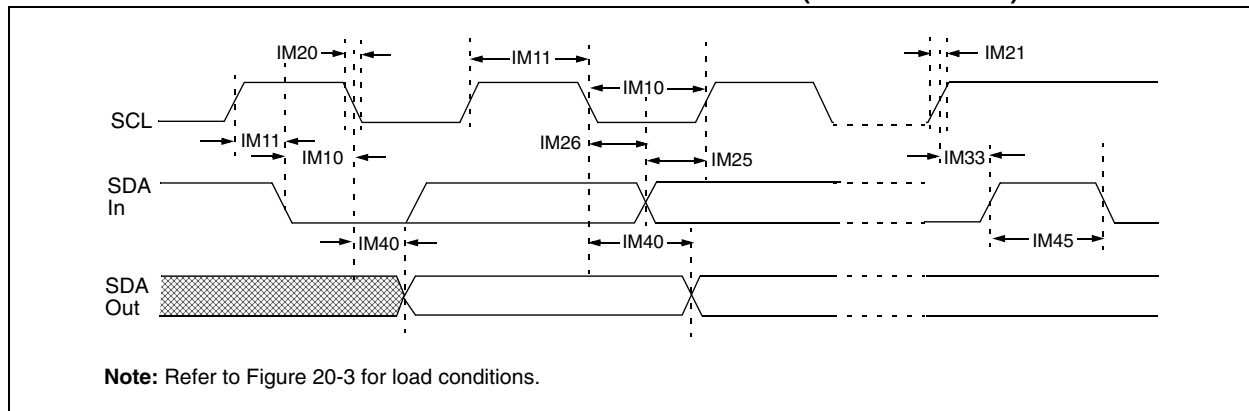 IM20
IM11
IM10
IM21
SCL
IM11
IM10
IM26
IM25
IM33
SDA
In
IM40
IM40
IM45
SDA
Out
Note: Refer to Figure 20-3 for load conditions.